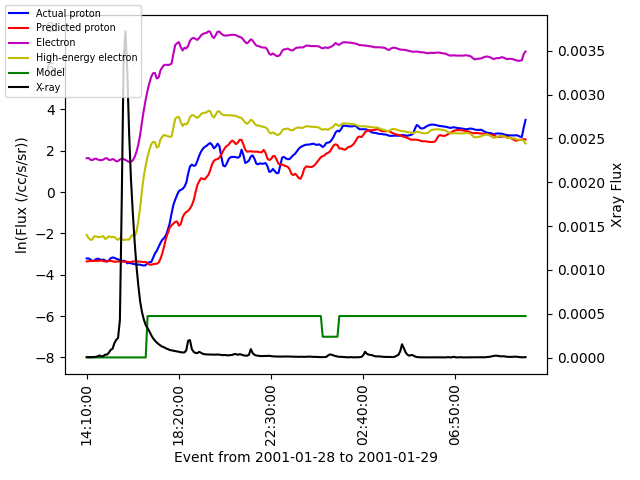 Actual proton
Predicted proton
Electron
High-energy electron
Model
X-ray
4
2
0
−2
−4
−6
−8
ln(Flux (/cc/s/sr))
0.0035
0.0030
0.0025
0.0020
0.0015
0.0010
0.0005
0.0000
Xray Flux
14:10:00
18:20:00
22:30:00
02:40:00
06:50:00
Event from 2001-01-28 to 2001-01-29